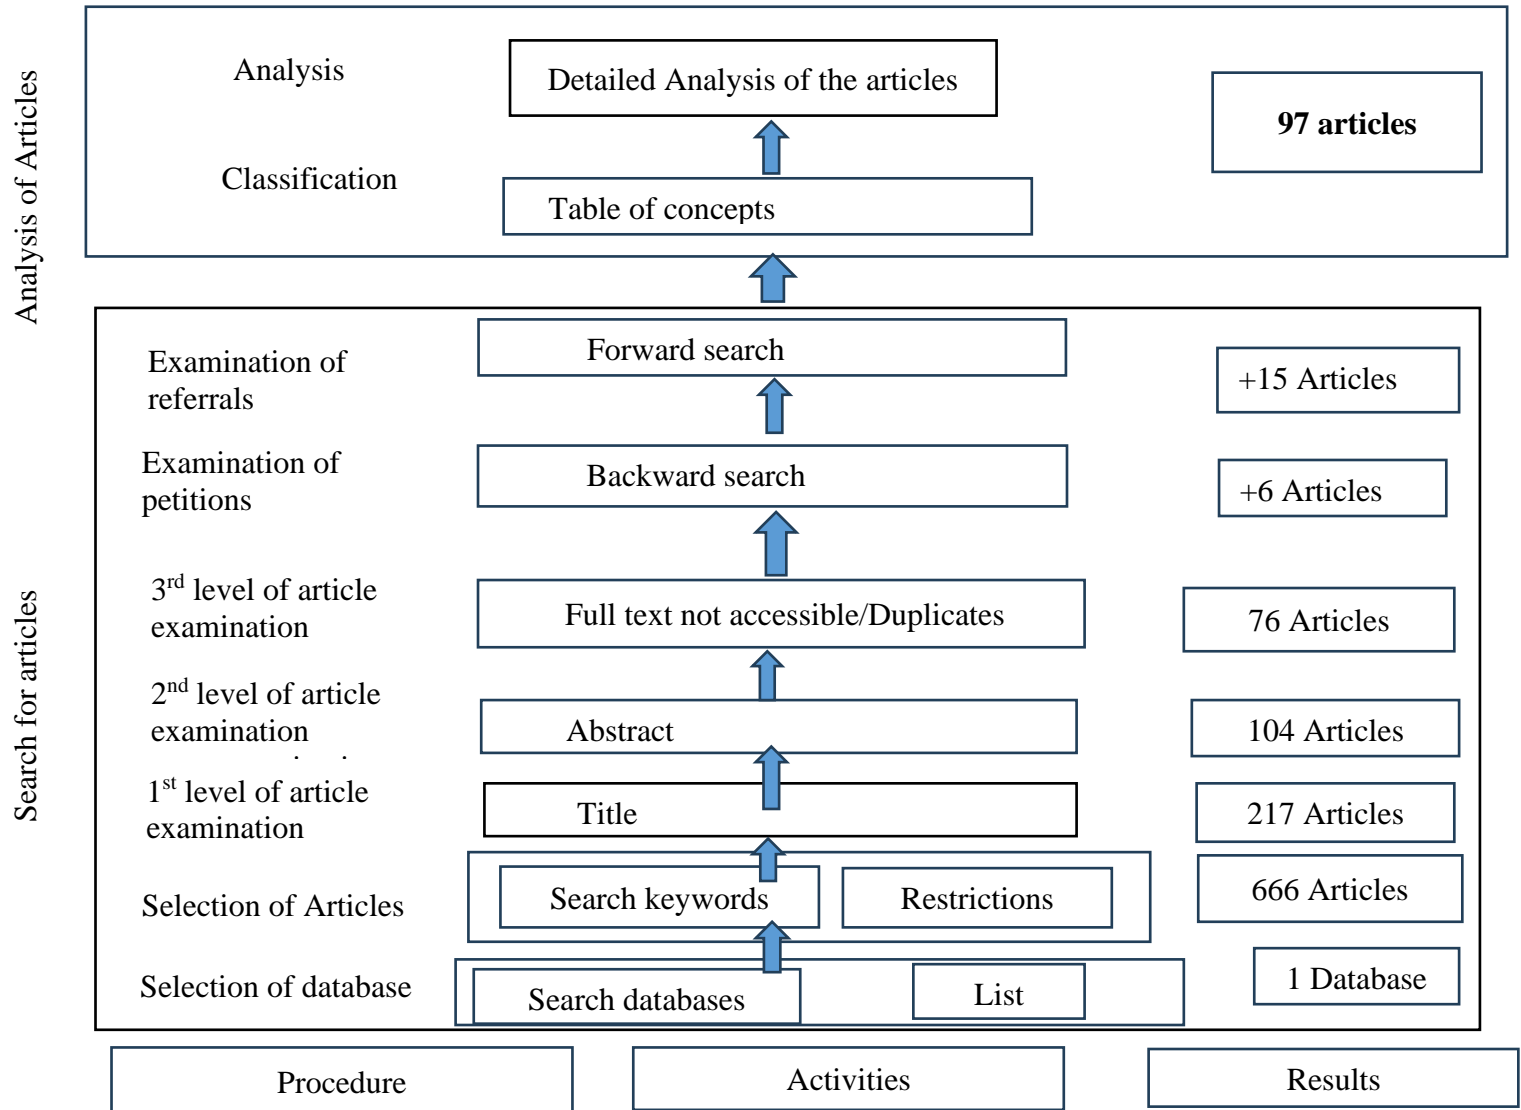 Analysis of Articles
Analysis
Detailed Analysis of the articles
97 articles
Classification
Table of concepts
Search for articles
Examination of
referrals
Forward search
+15 Articles
Examination of
petitions
Backward search
+6 Articles
3rd level of article
examination
Full text not accessible/Duplicates
76 Articles
2nd level of article
examination
Abstract
104 Articles
1st level of article
examination
Title
217 Articles
Selection of Articles
Search keywords
Restrictions
666 Articles
Selection of database
Search databases
List
1 Database
Procedure
Activities
Results